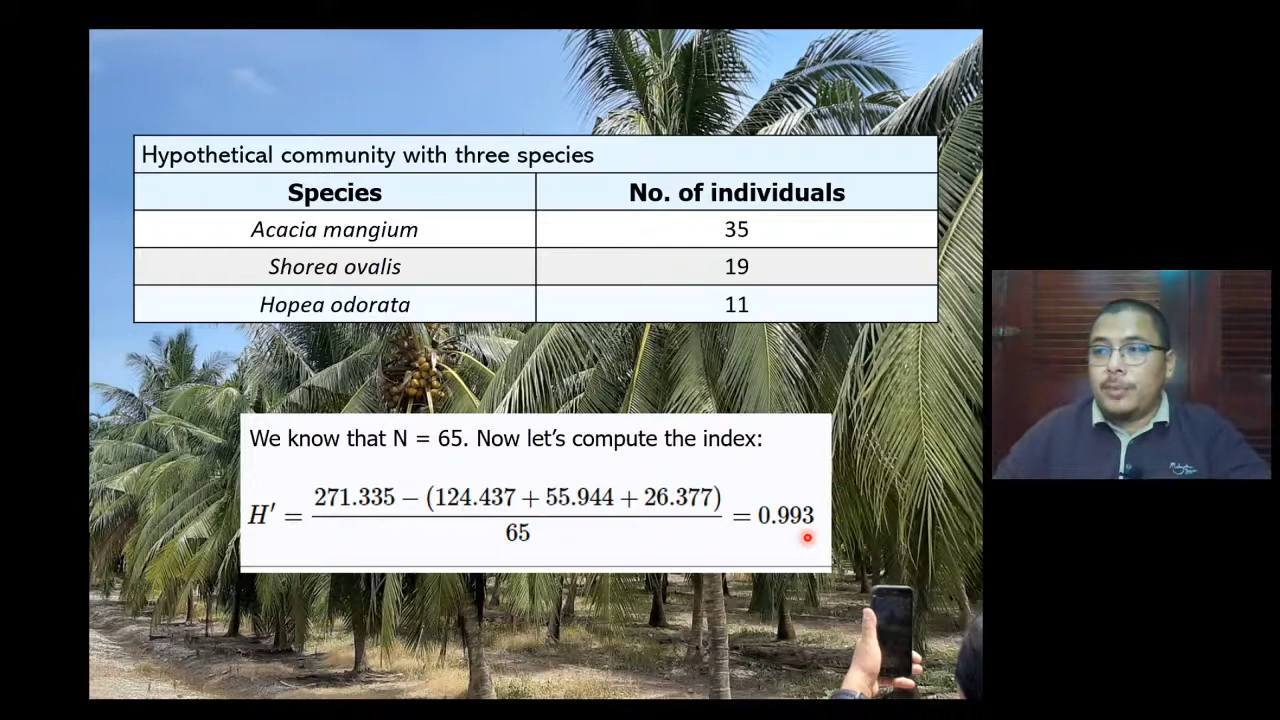 Hypothetical community with three species
Species No. of individuals
Acacia mangium 35
Shorea ovalis 19
Hopea odorata 11
We know that N = 65. Now let’s compute the index:
H′ = 271.335 − (124.437 + 55.944 + 26.377) / 65 = 0.993